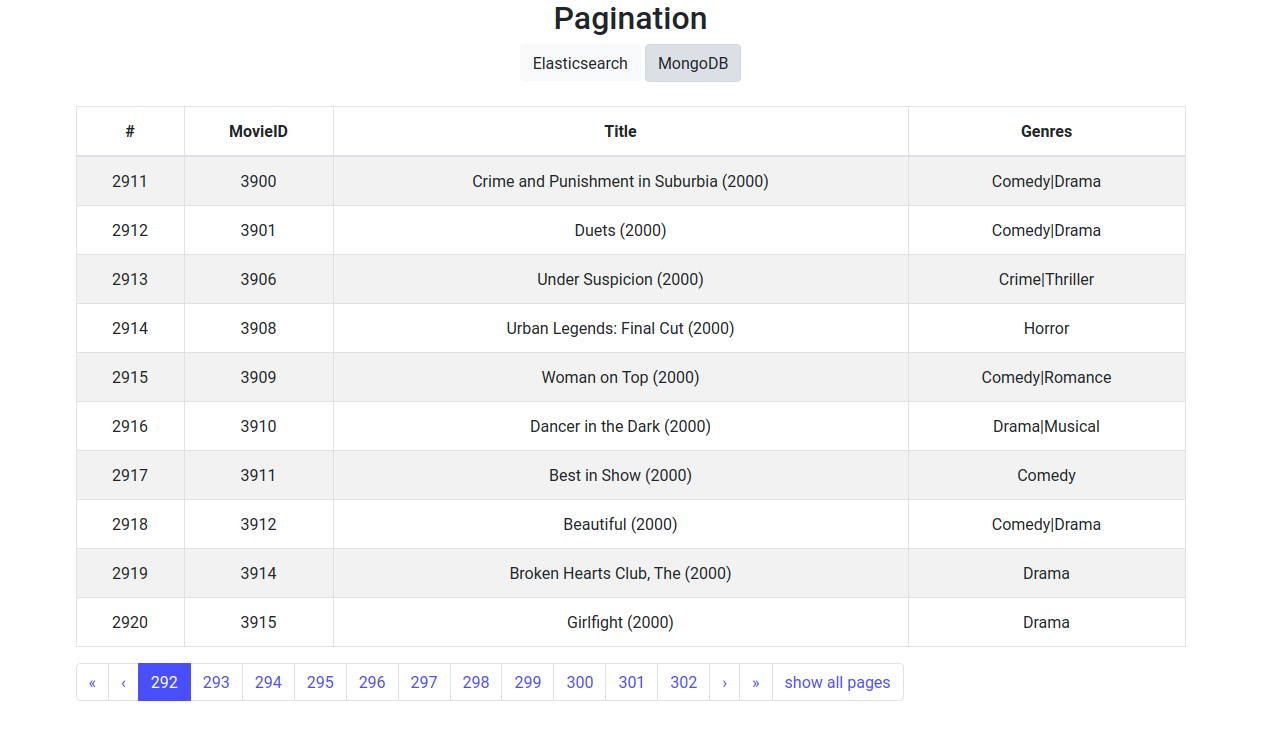 Pagination
Elasticsearch MongoDB
# MovieID Title Genres
2911 3900 Crime and Punishment in Suburbia (2000) Comedy|Drama
2912 3901 Duets (2000) Comedy|Drama
2913 3906 Under Suspicion (2000) Crime|Thriller
2914 3908 Urban Legends: Final Cut (2000) Horror
2915 3909 Woman on Top (2000) Comedy|Romance
2916 3910 Dancer in the Dark (2000) Drama|Musical
2917 3911 Best in Show (2000) Comedy
2918 3912 Beautiful (2000) Comedy|Drama
2919 3914 Broken Hearts Club, The (2000) Drama
2920 3915 Girlfight (2000) Drama
« ‹ 292 293 294 295 296 297 298 299 300 301 302 › » show all pages